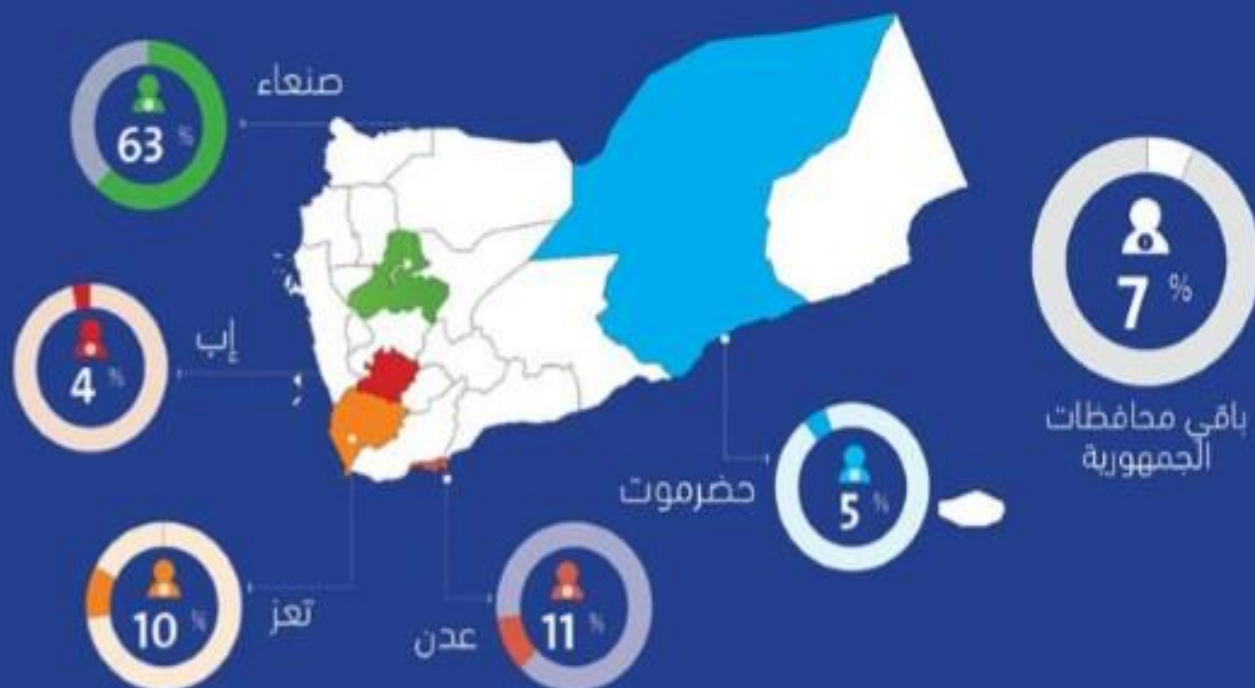 صنعاء
63 %
إب
4 %
7 %
باقي محافظات
الجمهورية
حضرموت
5 %
تعز
10 %
عدن
11 %